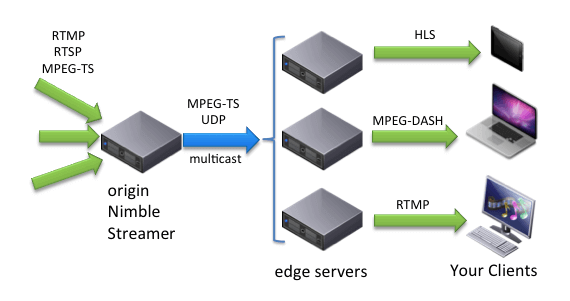 RTMP
RTSP
MPEG-TS
origin
Nimble
Streamer
MPEG-TS
UDP
multicast
edge servers
HLS
MPEG-DASH
RTMP
Your Clients